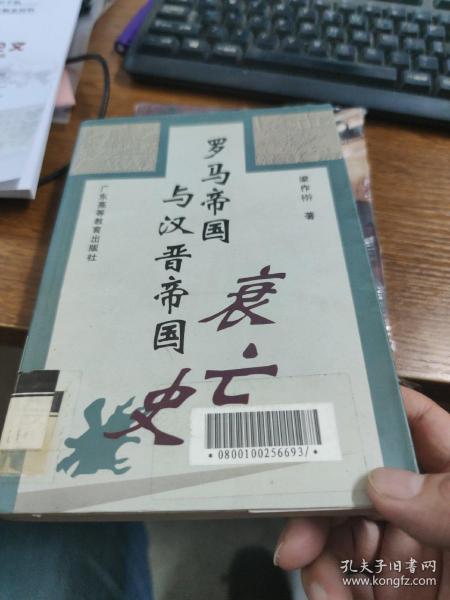 罗马帝国
与汉晋帝国
衰亡
史
梁作檊 著
广东高等教育出版社
*0800100256693/*
孔夫子旧书网
www.kongfz.com